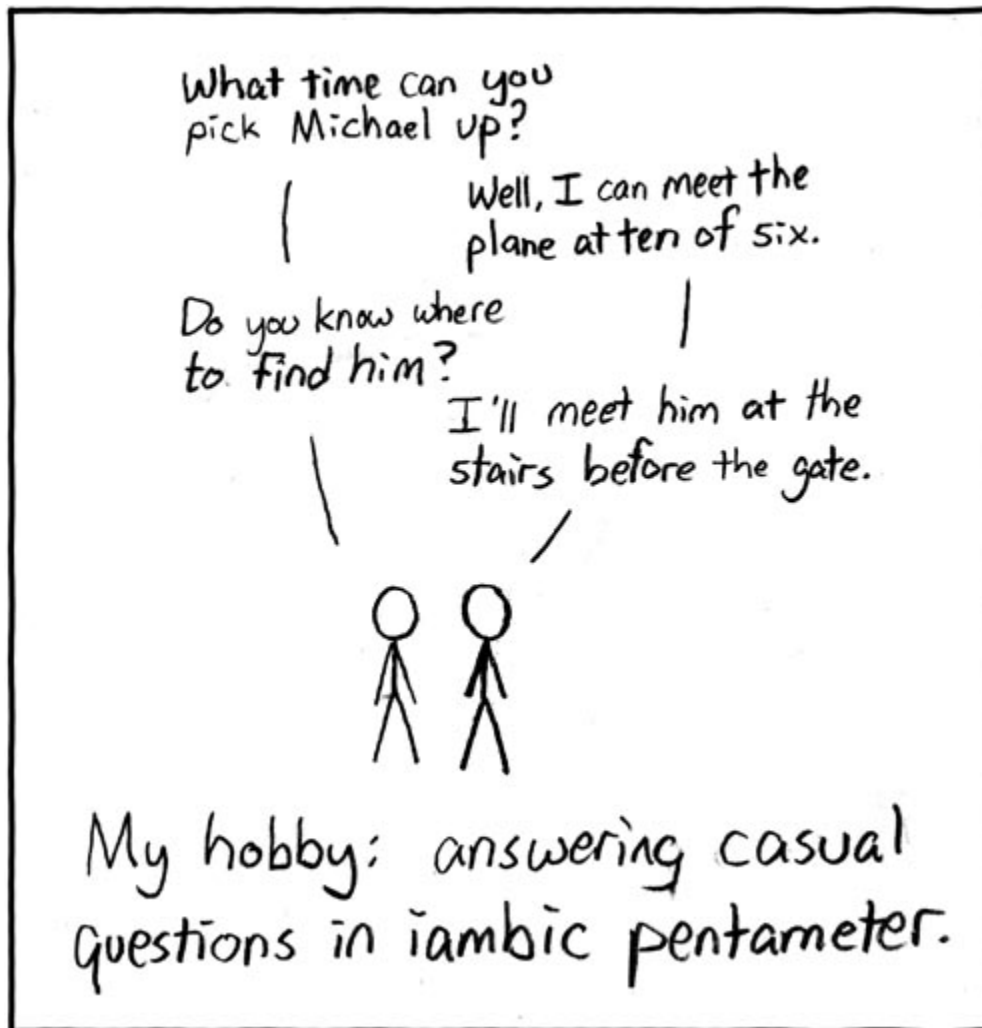 What time can you
pick Michael up?
Well, I can meet the
plane at ten of six.
Do you know where
to find him?
I'll meet him at the
stairs before the gate.
My hobby: answering casual
questions in iambic pentameter.